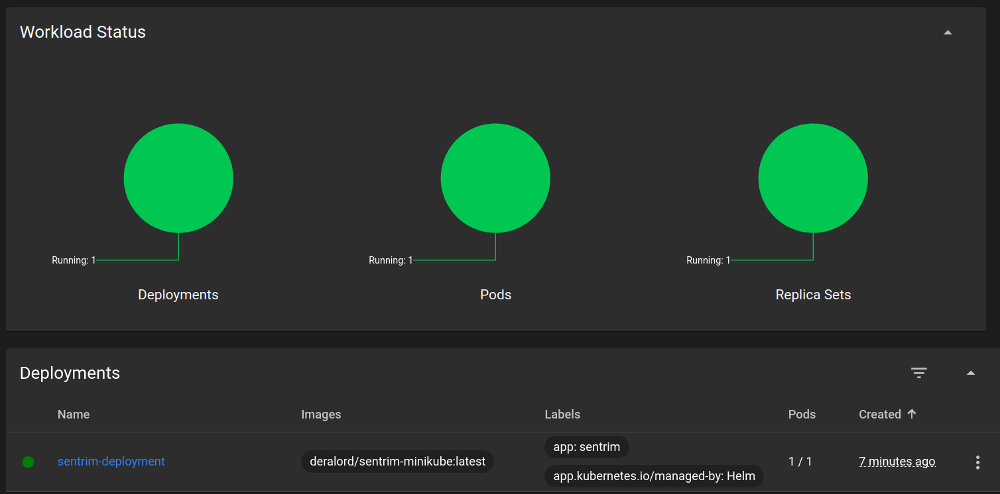 Workload Status
Running: 1
Running: 1
Running: 1
Deployments
Pods
Replica Sets
Deployments
Name Images Labels Pods Created
sentrim-deployment deralord/sentrim-minikube:latest app: sentrim 1 / 1 7 minutes ago
app.kubernetes.io/managed-by: Helm